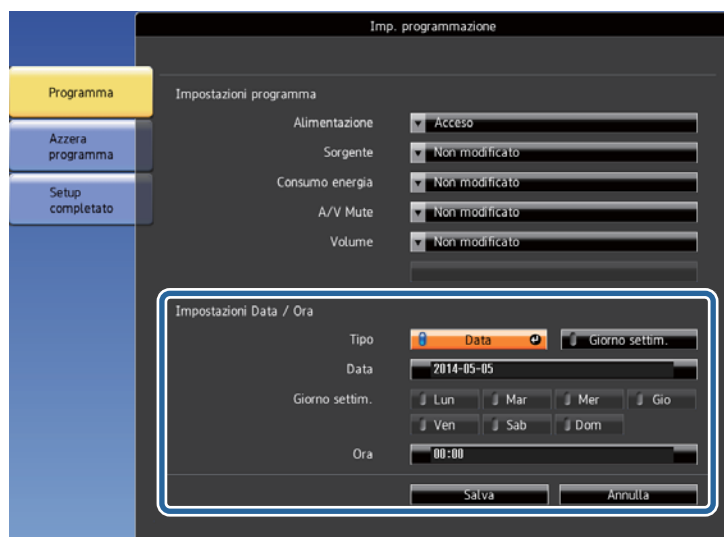 Imp. programmazione
Programma
Azzera
programma
Setup
completato
Impostazioni programma
Alimentazione Acceso
Sorgente Non modificato
Consumo energia Non modificato
A/V Mute Non modificato
Volume Non modificato
Impostazioni Data / Ora
Tipo Data Giorno settim.
Data 2014-05-05
Giorno settim. Lun Mar Mer Gio
Ven Sab Dom
Ora 00:00
Salva Annulla